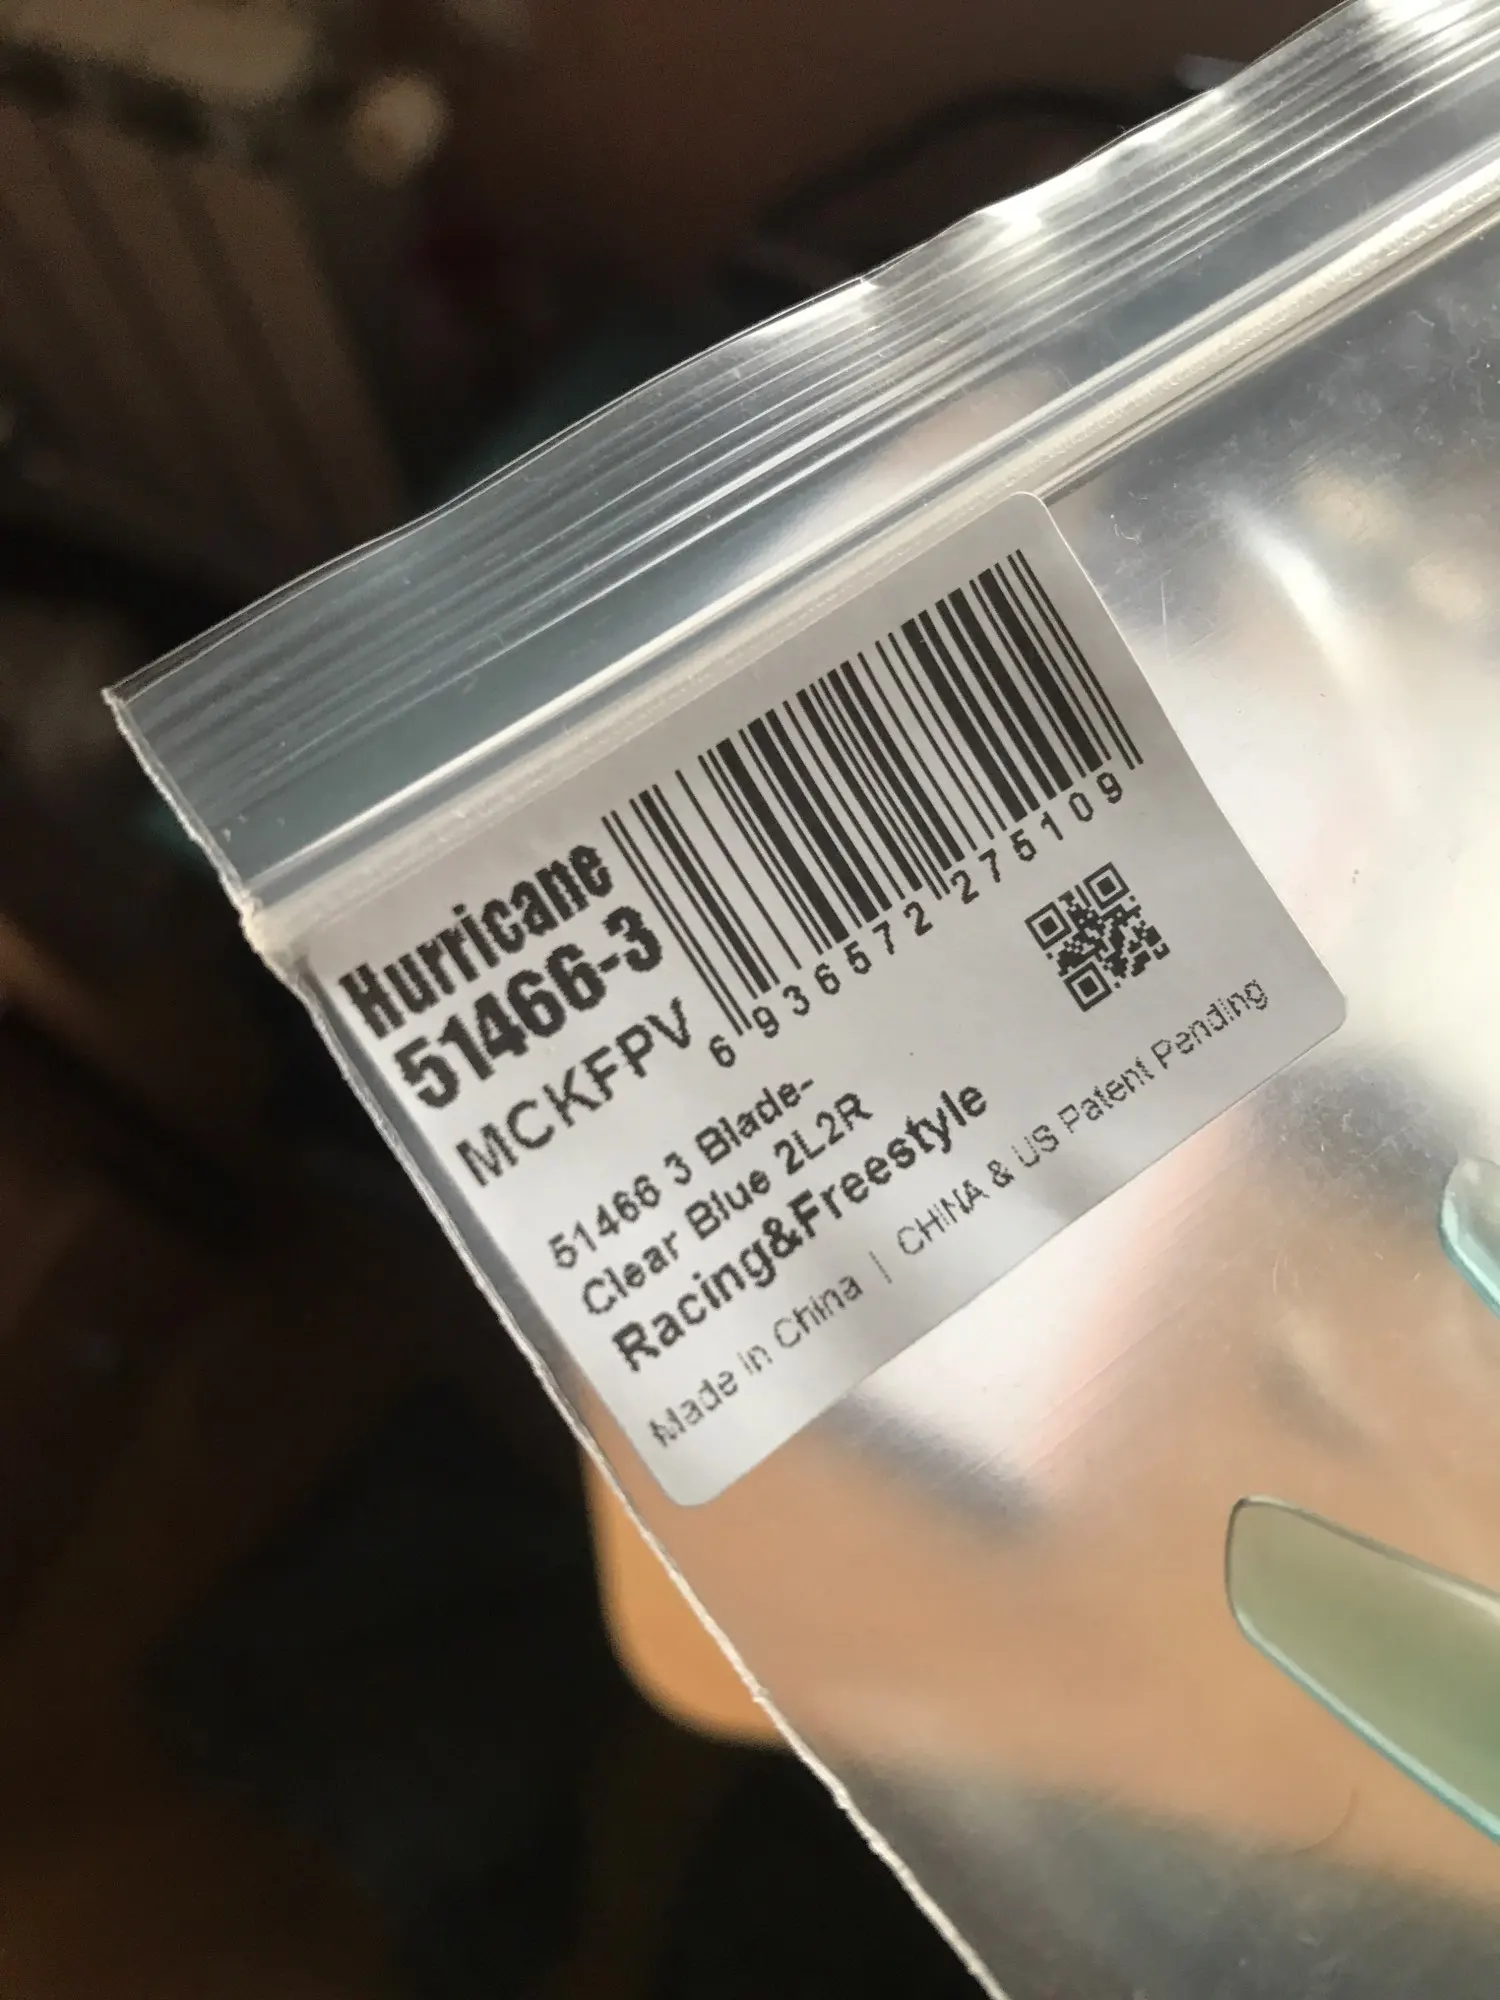 Hurricane
51466-3
MCKFPV
6 936572 275109
51466 3 Blade-
Clear Blue 2L2R
Racing&Freestyle
Made in China | CHINA & US Patent Pending